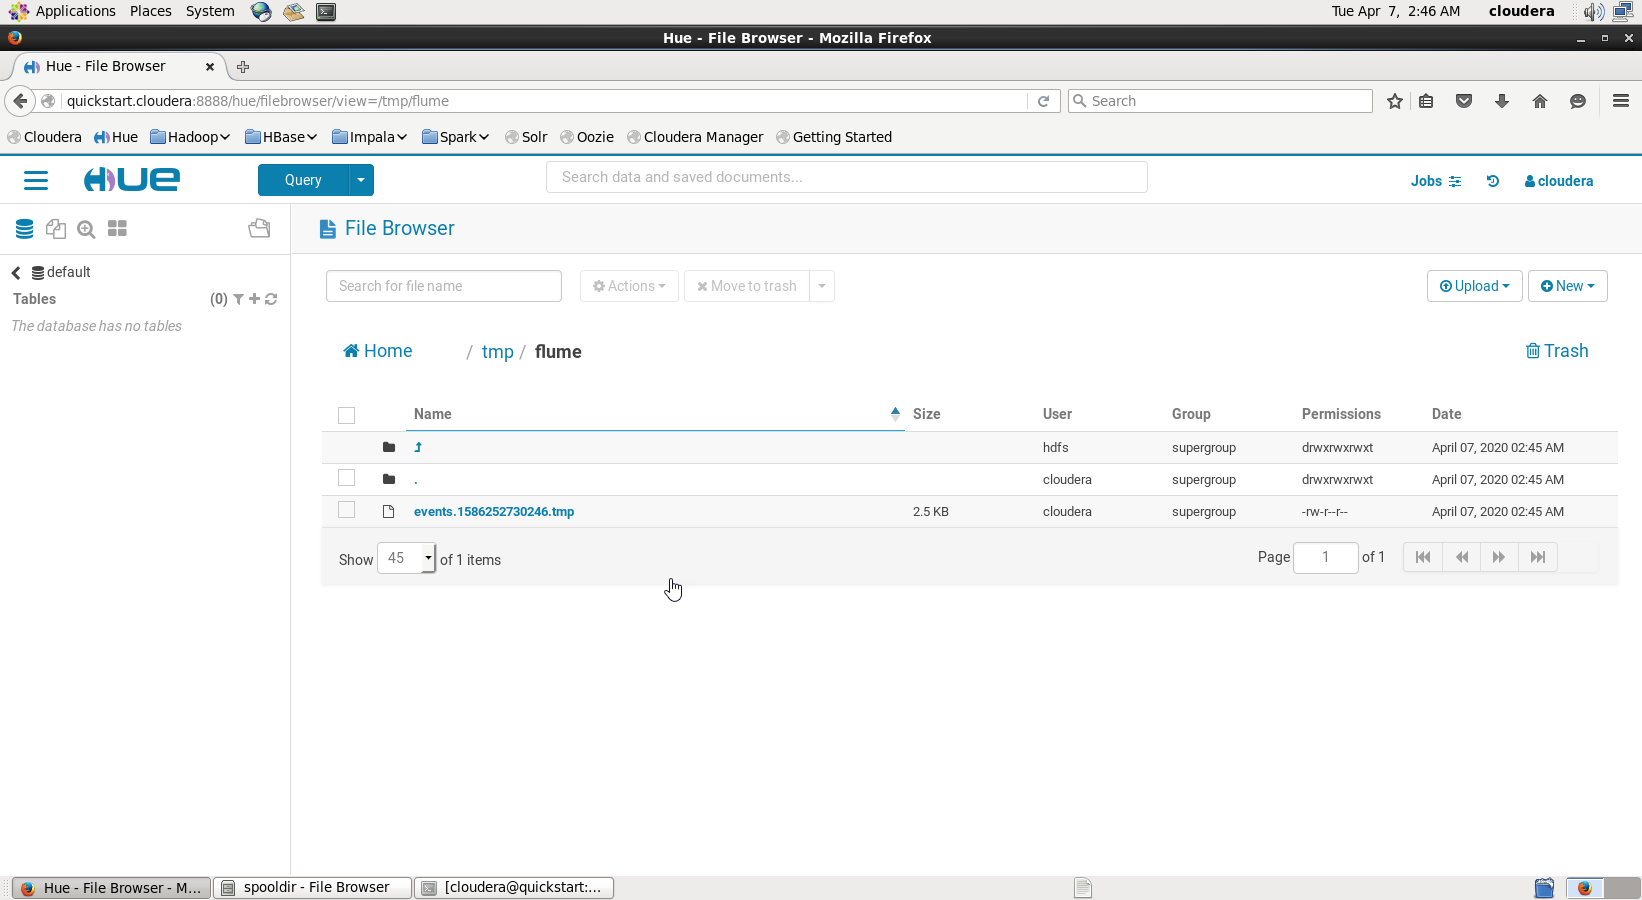 Applications Places System Tue Apr 7, 2:46 AM cloudera
Hue - File Browser - Mozilla Firefox
Hue - File Browser
quickstart.cloudera:8888/hue/filebrowser/view=/tmp/flume Search
Cloudera Hue Hadoop HBase Impala Spark Solr Oozie Cloudera Manager Getting Started
HUE Query Search data and saved documents... Jobs cloudera
File Browser
default
Tables (0)
The database has no tables
Search for file name Actions Move to trash Upload New
Home / tmp / flume Trash
Name Size User Group Permissions Date
hdfs supergroup drwxrwxrwxt April 07, 2020 02:45 AM
. cloudera supergroup drwxrwxrwxt April 07, 2020 02:45 AM
events.1586252730246.tmp 2.5 KB cloudera supergroup -rw-r--r-- April 07, 2020 02:45 AM
Show 45 of 1 items Page 1 of 1
Hue - File Browser - M... spooldir - File Browser [cloudera@quickstart:...